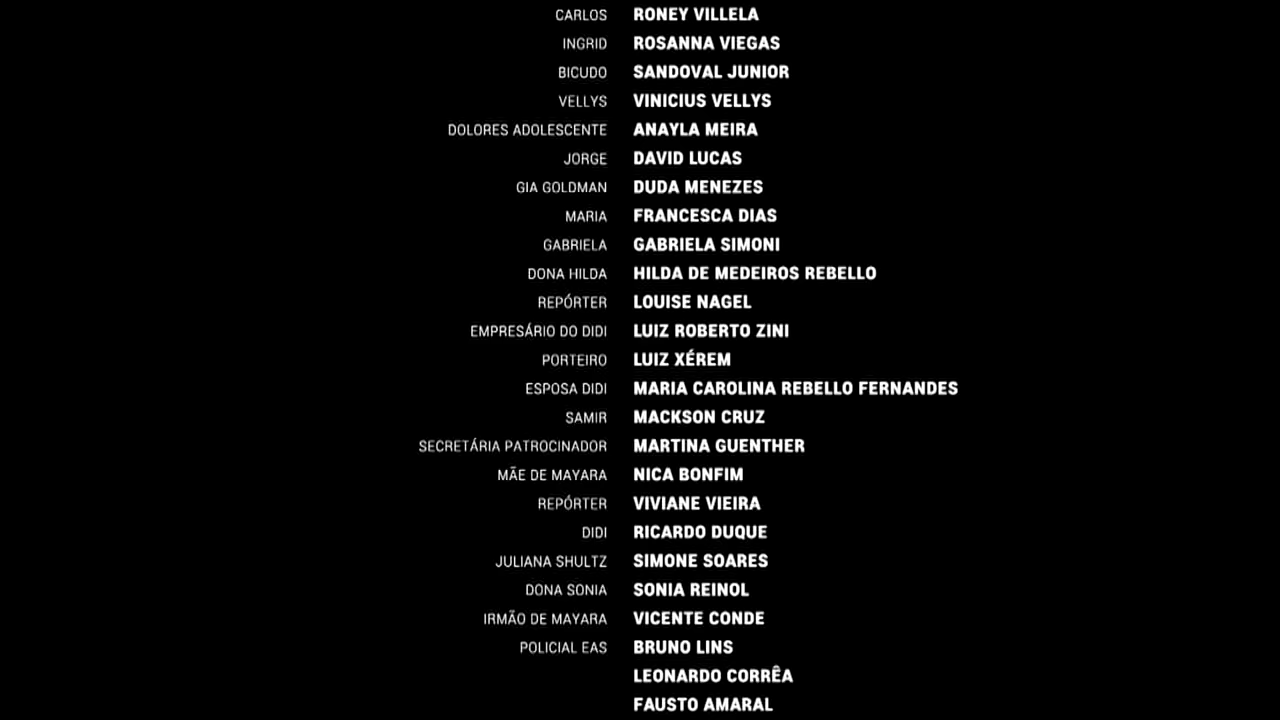 CARLOS RONEY VILLELA
INGRID ROSANNA VIEGAS
BICUDO SANDOVAL JUNIOR
VELLYS VINICIUS VELLYS
DOLORES ADOLESCENTE ANAYLA MEIRA
JORGE DAVID LUCAS
GIA GOLDMAN DUDA MENEZES
MARIA FRANCESCA DIAS
GABRIELA GABRIELA SIMONI
DONA HILDA HILDA DE MEDEIROS REBELLO
REPÓRTER LOUISE NAGEL
EMPRESÁRIO DO DIDI LUIZ ROBERTO ZINI
PORTEIRO LUIZ XÉREM
ESPOSA DIDI MARIA CAROLINA REBELLO FERNANDES
SAMIR MACKSON CRUZ
SECRETÁRIA PATROCINADOR MARTINA GUENTHER
MÃE DE MAYARA NICA BONFIM
REPÓRTER VIVIANE VIEIRA
DIDI RICARDO DUQUE
JULIANA SHULTZ SIMONE SOARES
DONA SONIA SONIA REINOL
IRMÃO DE MAYARA VICENTE CONDE
POLICIAL EAS BRUNO LINS
LEONARDO CORRÊA
FAUSTO AMARAL